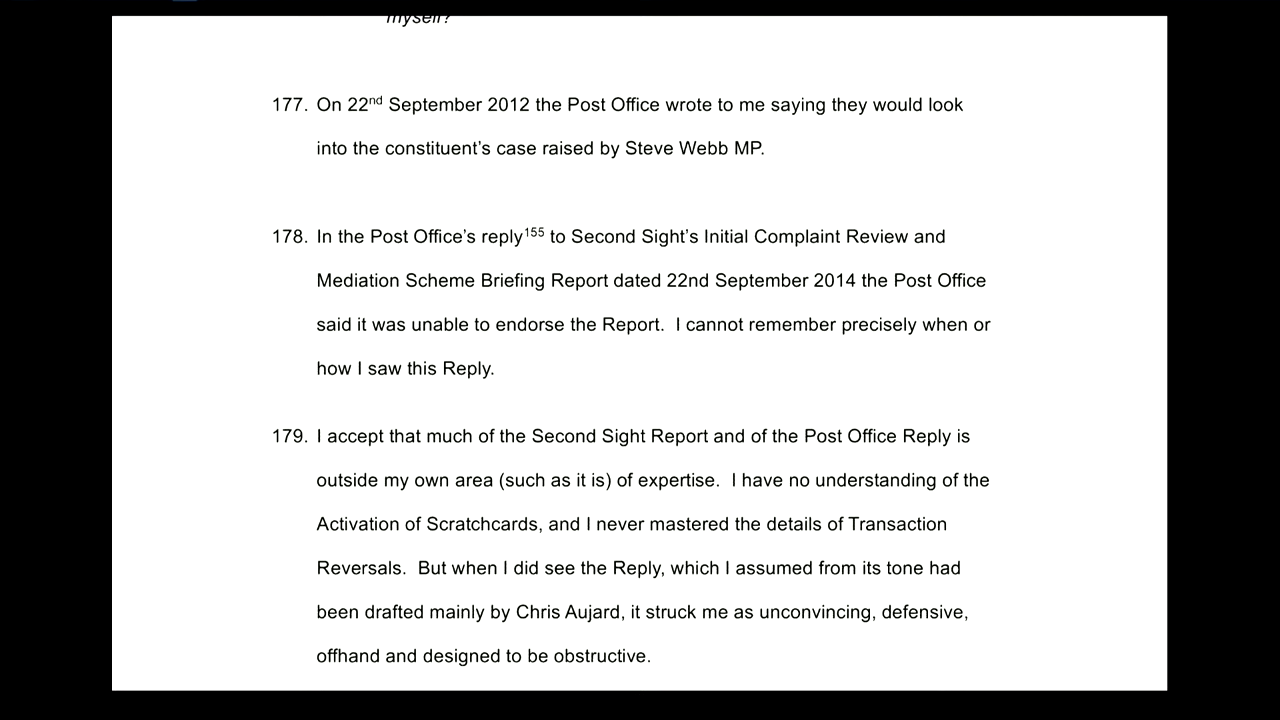 myself?
177. On 22nd September 2012 the Post Office wrote to me saying they would look
into the constituent's case raised by Steve Webb MP.
178. In the Post Office's reply155 to Second Sight's Initial Complaint Review and
Mediation Scheme Briefing Report dated 22nd September 2014 the Post Office
said it was unable to endorse the Report.  I cannot remember precisely when or
how I saw this Reply.
179. I accept that much of the Second Sight Report and of the Post Office Reply is
outside my own area (such as it is) of expertise.  I have no understanding of the
Activation of Scratchcards, and I never mastered the details of Transaction
Reversals.  But when I did see the Reply, which I assumed from its tone had
been drafted mainly by Chris Aujard, it struck me as unconvincing, defensive,
offhand and designed to be obstructive.